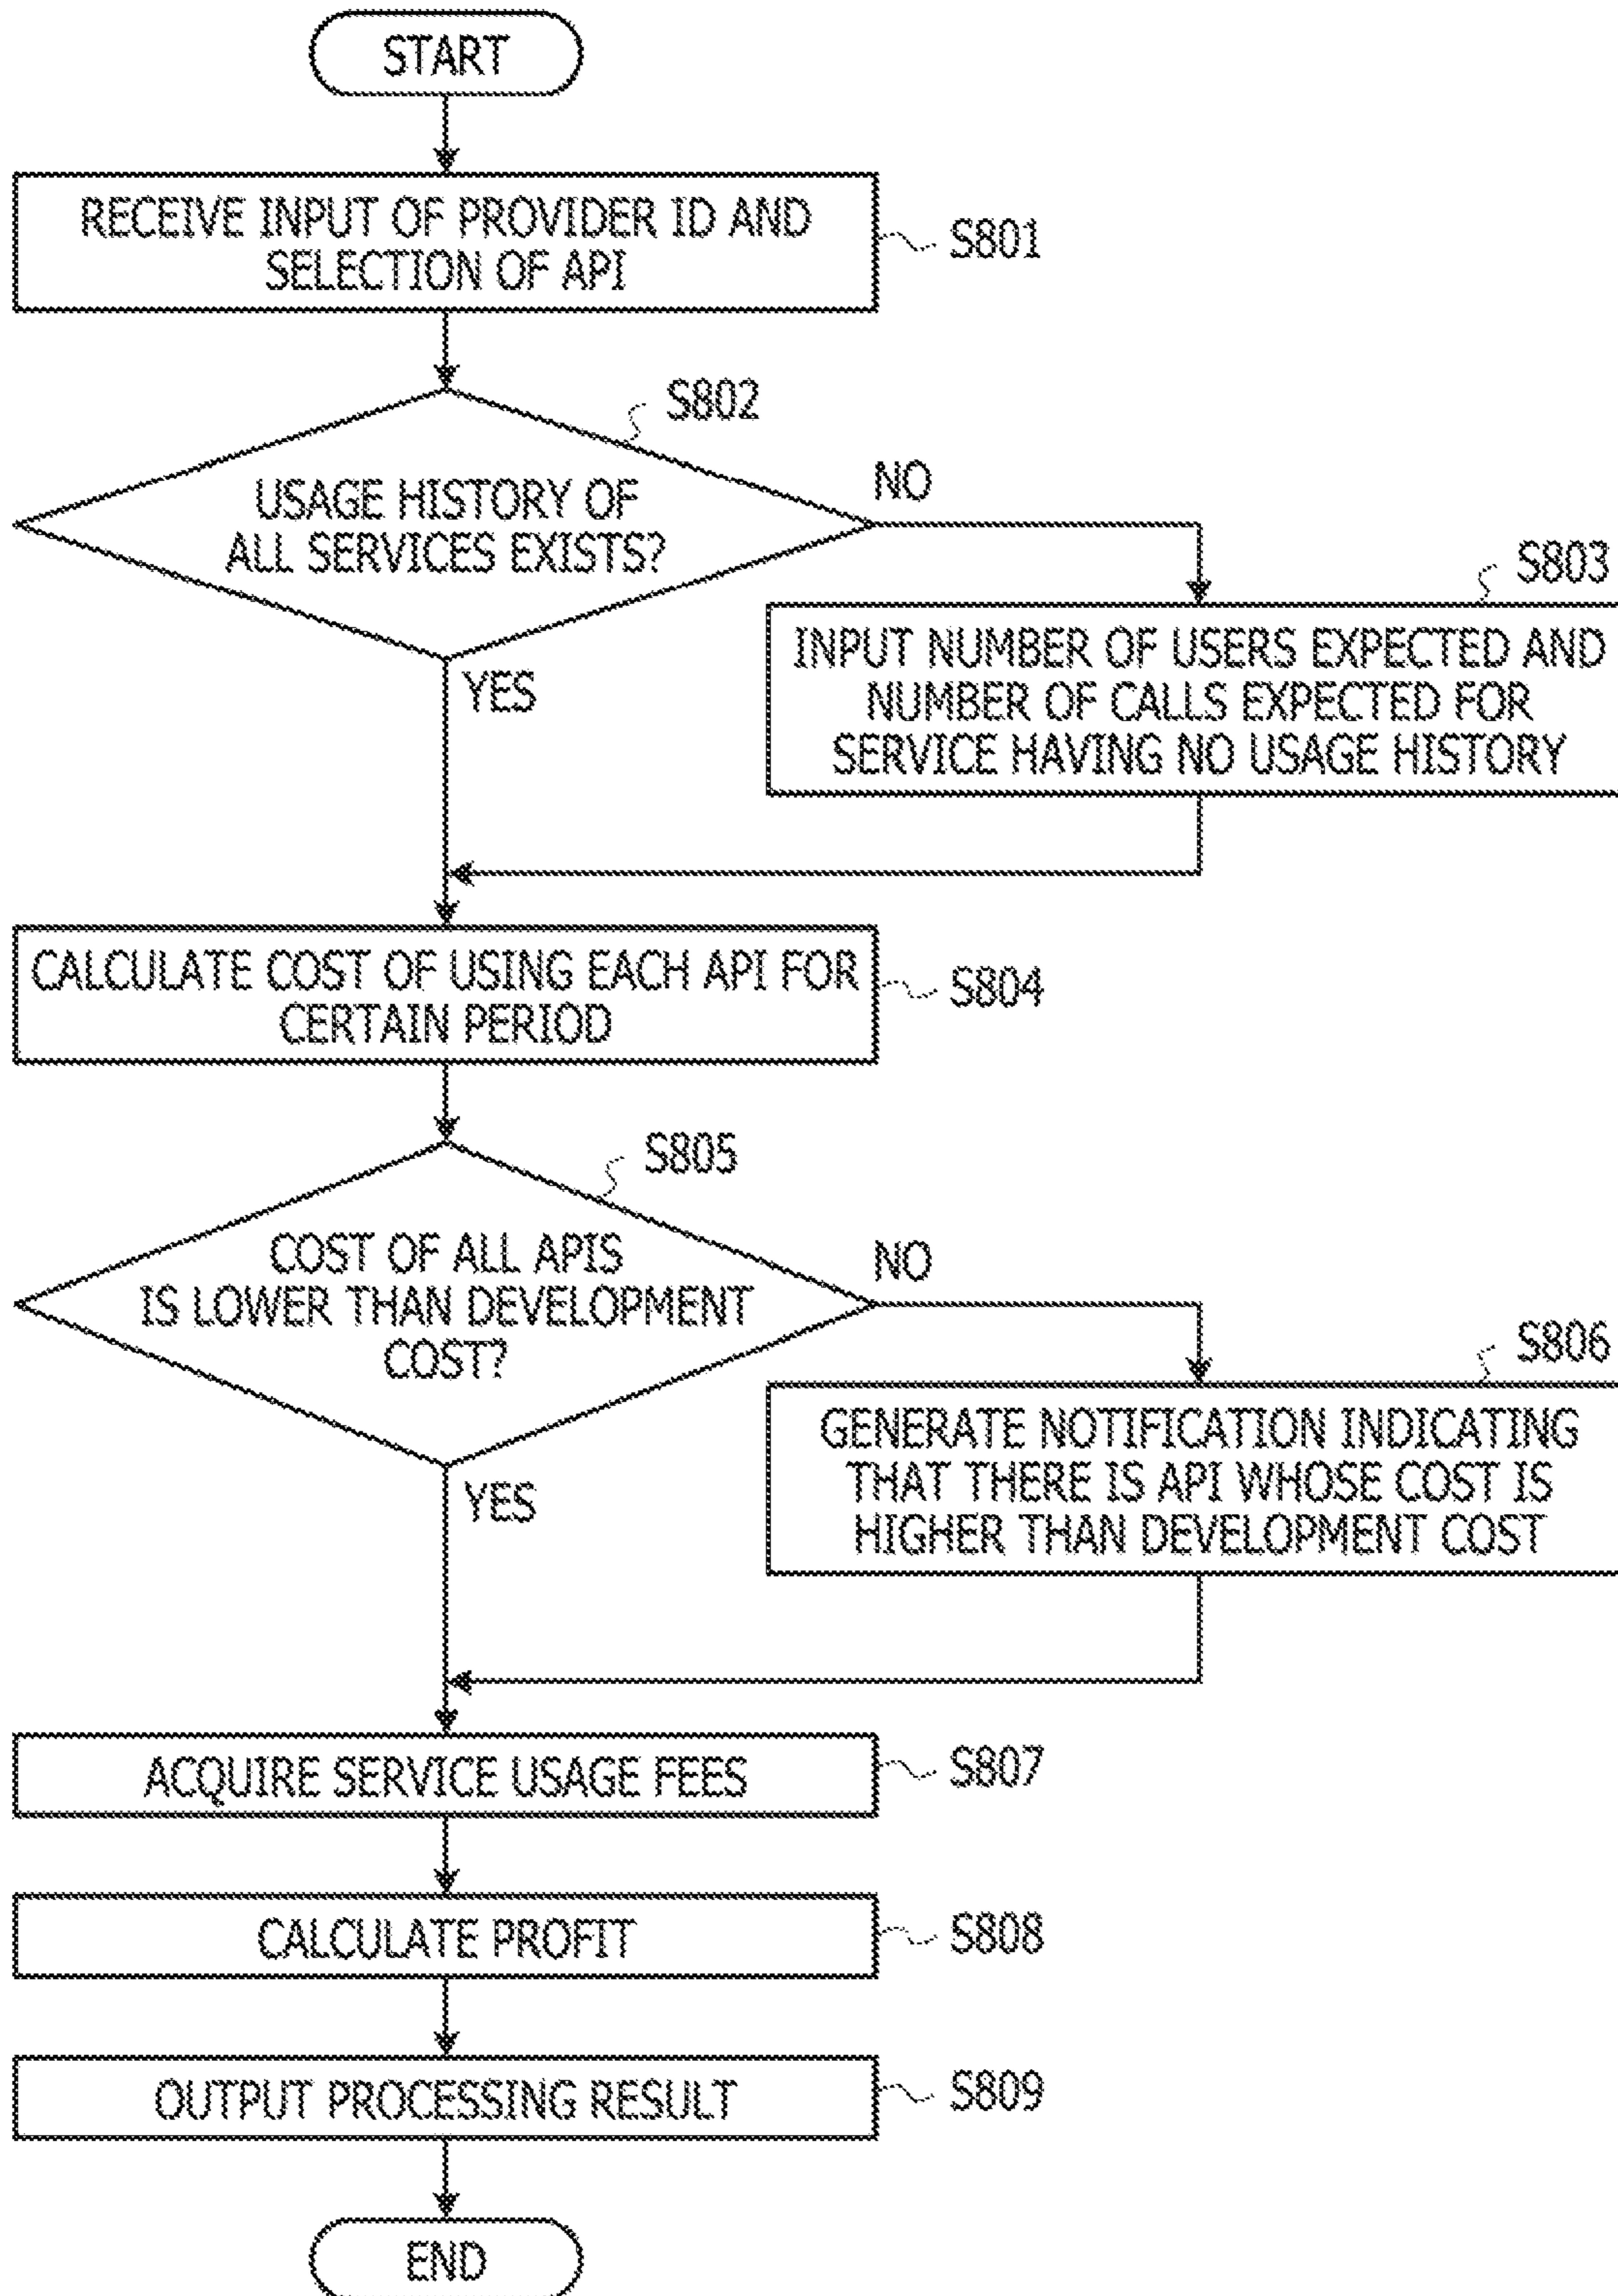 START
RECEIVE INPUT OF PROVIDER ID AND
SELECTION OF API
S801
S802
USAGE HISTORY OF
ALL SERVICES EXISTS?
NO
YES
S803
INPUT NUMBER OF USERS EXPECTED AND
NUMBER OF CALLS EXPECTED FOR
SERVICE HAVING NO USAGE HISTORY
CALCULATE COST OF USING EACH API FOR
CERTAIN PERIOD
S804
S805
COST OF ALL APIS
IS LOWER THAN DEVELOPMENT
COST?
NO
YES
S806
GENERATE NOTIFICATION INDICATING
THAT THERE IS API WHOSE COST IS
HIGHER THAN DEVELOPMENT COST
ACQUIRE SERVICE USAGE FEES
S807
CALCULATE PROFIT
S808
OUTPUT PROCESSING RESULT
S809
END